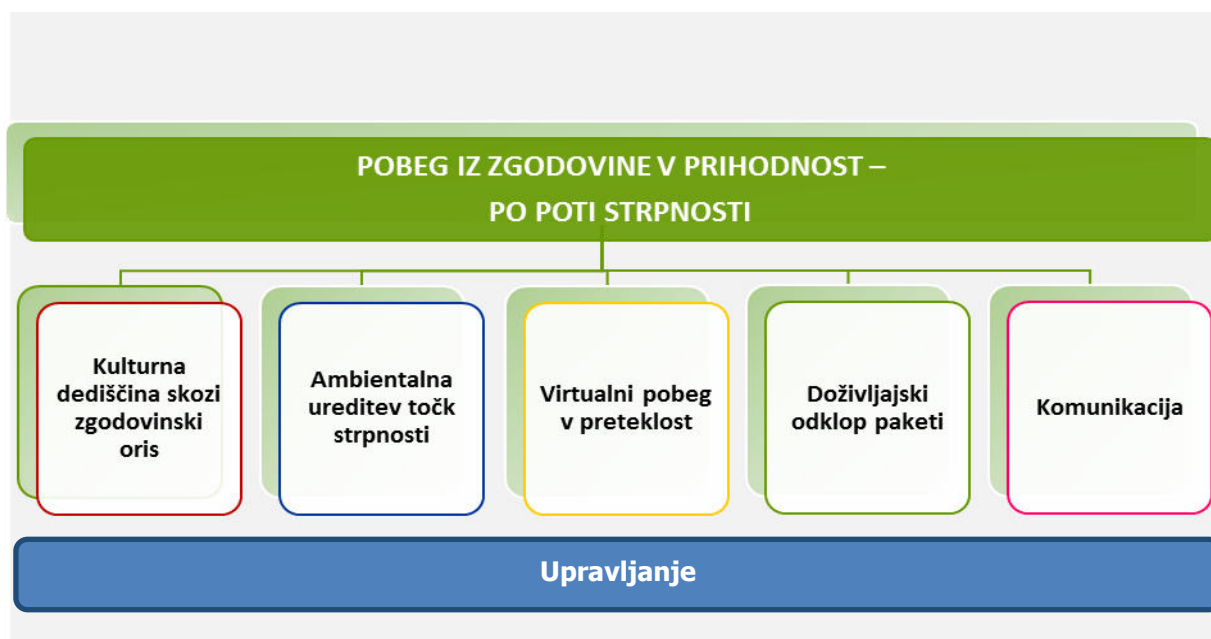 POBEG IZ ZGODOVINE V PRIHODNOST –
PO POTI STRPNOSTI
Kulturna
dediščina skozi
zgodovinski
oris
Ambientalna
ureditev točk
strpnosti
Virtualni pobeg
v preteklost
Doživljajski
odklop paketi
Komunikacija
Upravljanje